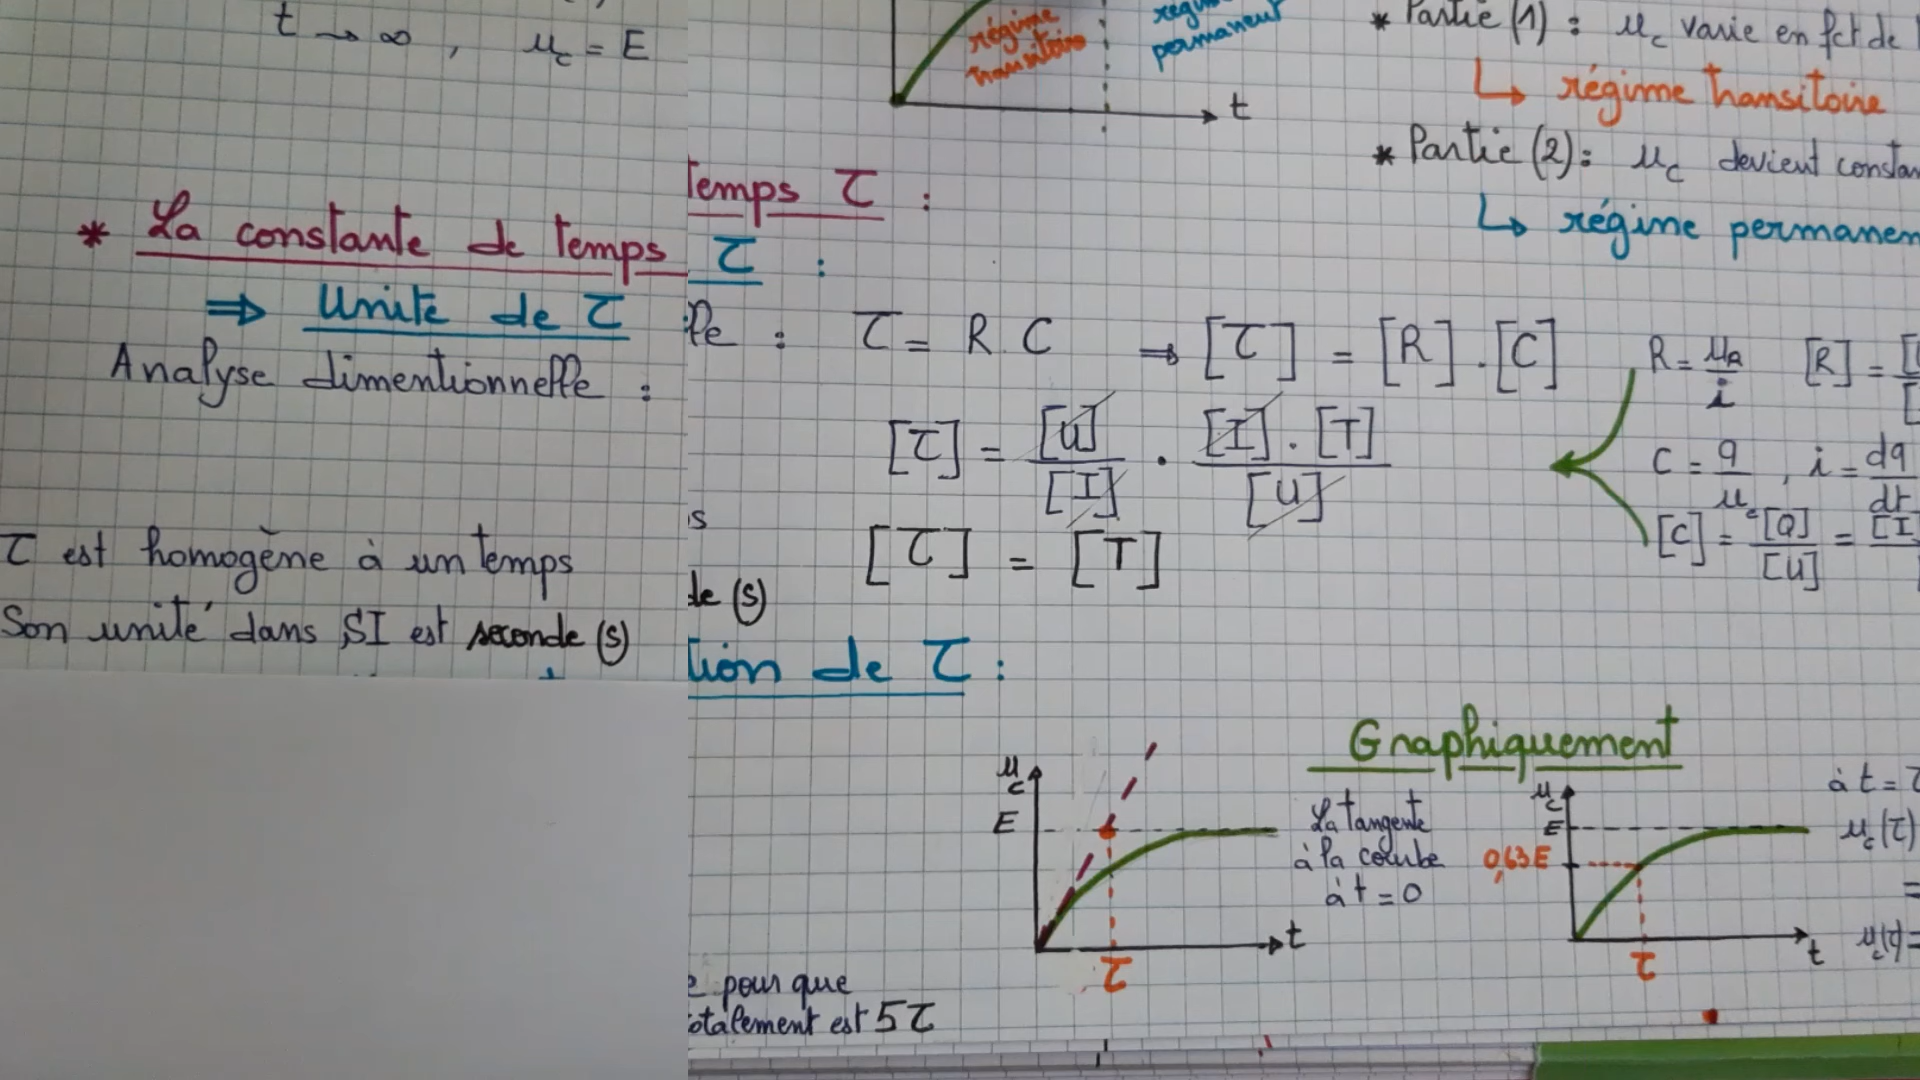 t → ∞ , u_c = E
* La constante de temps
⇒ Unité de τ
Analyse dimentionnelle :
τ est homogène à un temps
Son unité dans SI est seconde (s)
régime
transitoire
permanent
t
* Partie (1) : u_c varie en fct de
↳ régime transitoire
* Partie (2) : u_c devient constan
↳ régime permanen
temps τ :
τ :
lle : τ = R . C → [τ] = [R] . [C]
R = u_R / i [R] =
[τ] = [U] / [I] . [I] . [T] / [U]
C = q / u_c , i = dq / dt
[C] = [Q] / [U] = [I
s
[τ] = [T]
de (s)
tion de τ :
Graphiquement
u_c
E
t
τ
La tangente
à la courbe
à t = 0
u_c
E
0,63E
t
τ
à t = τ
u_c(τ)
=
u_c(τ) =
e pour que
otalement est 5τ